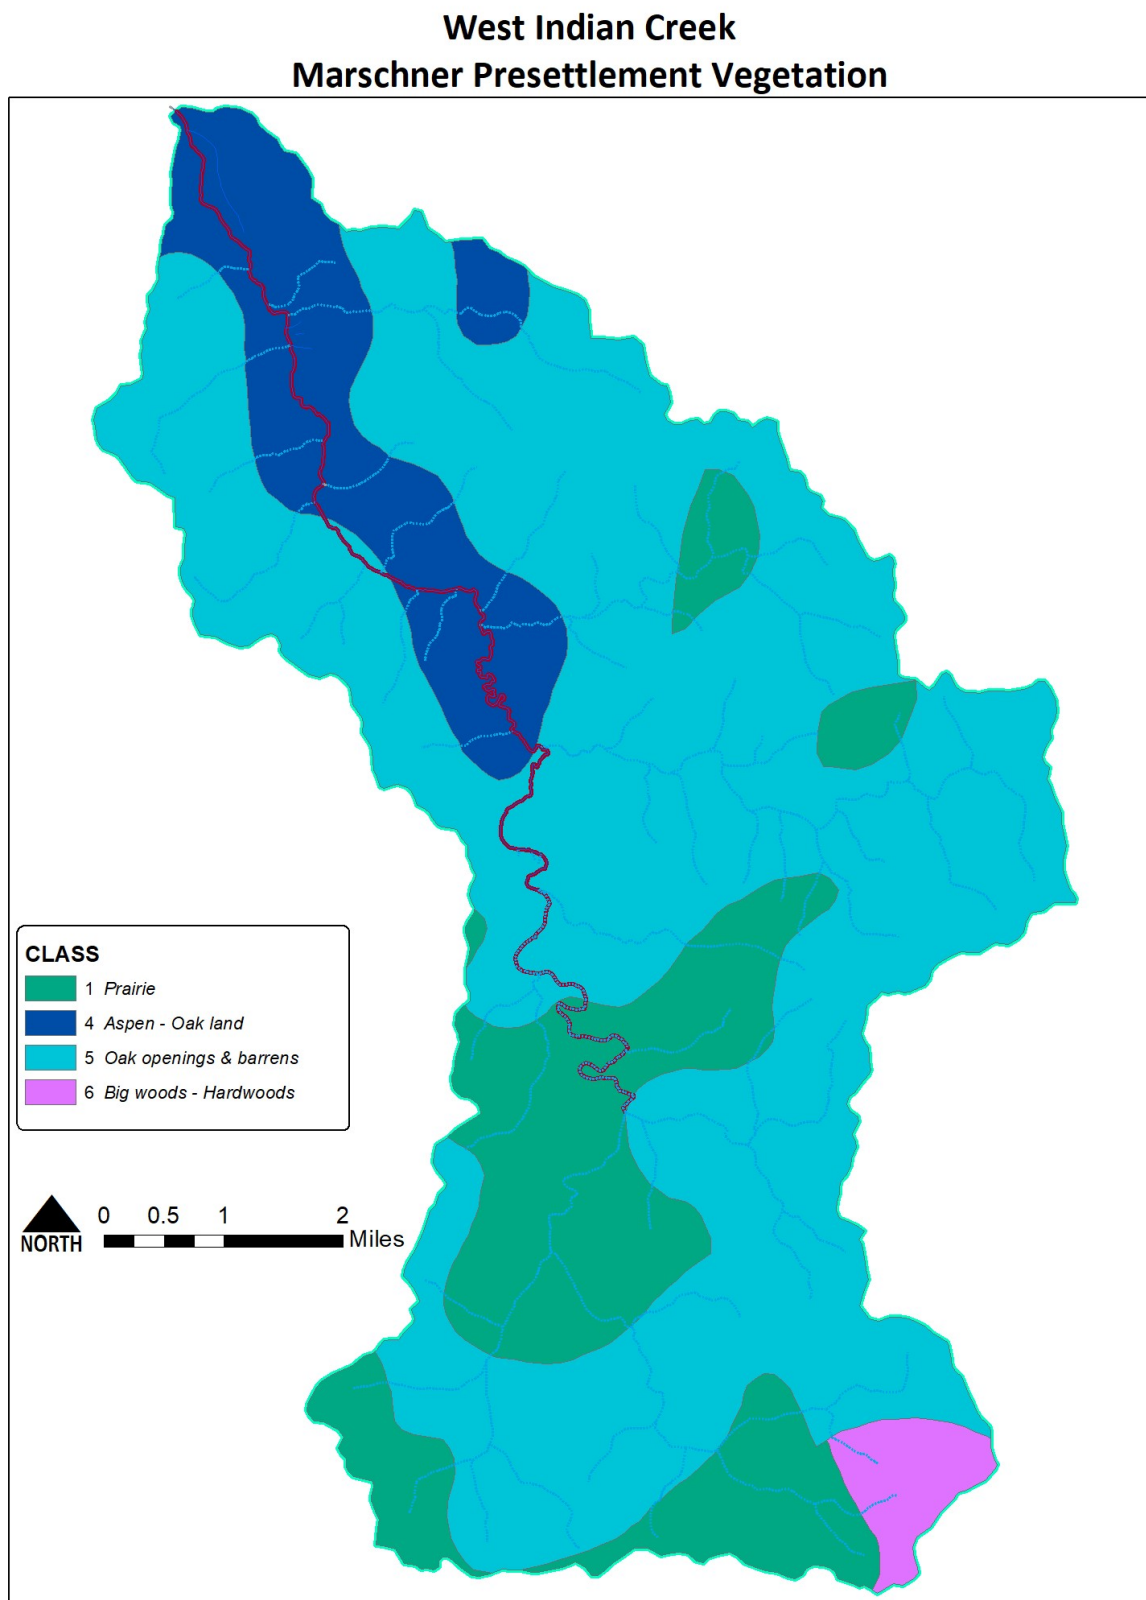 West Indian Creek
Marschner Presettlement Vegetation
CLASS
1 Prairie
4 Aspen - Oak land
5 Oak openings & barrens
6 Big woods - Hardwoods
0 0.5 1 2
Miles
NORTH